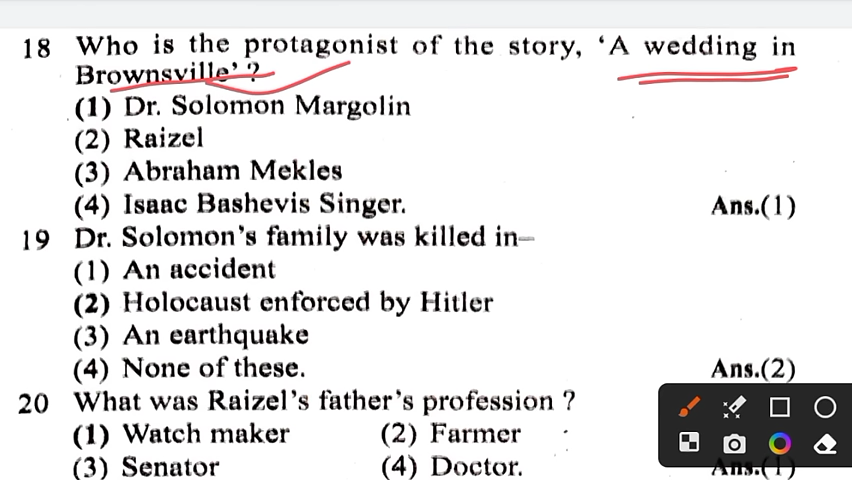 18 Who is the protagonist of the story, ‘A wedding in
Brownsville’ ?
(1) Dr. Solomon Margolin
(2) Raizel
(3) Abraham Mekles
(4) Isaac Bashevis Singer. Ans.(1)
19 Dr. Solomon’s family was killed in–
(1) An accident
(2) Holocaust enforced by Hitler
(3) An earthquake
(4) None of these. Ans.(2)
20 What was Raizel’s father’s profession ?
(1) Watch maker (2) Farmer
(3) Senator (4) Doctor. Ans.(1)